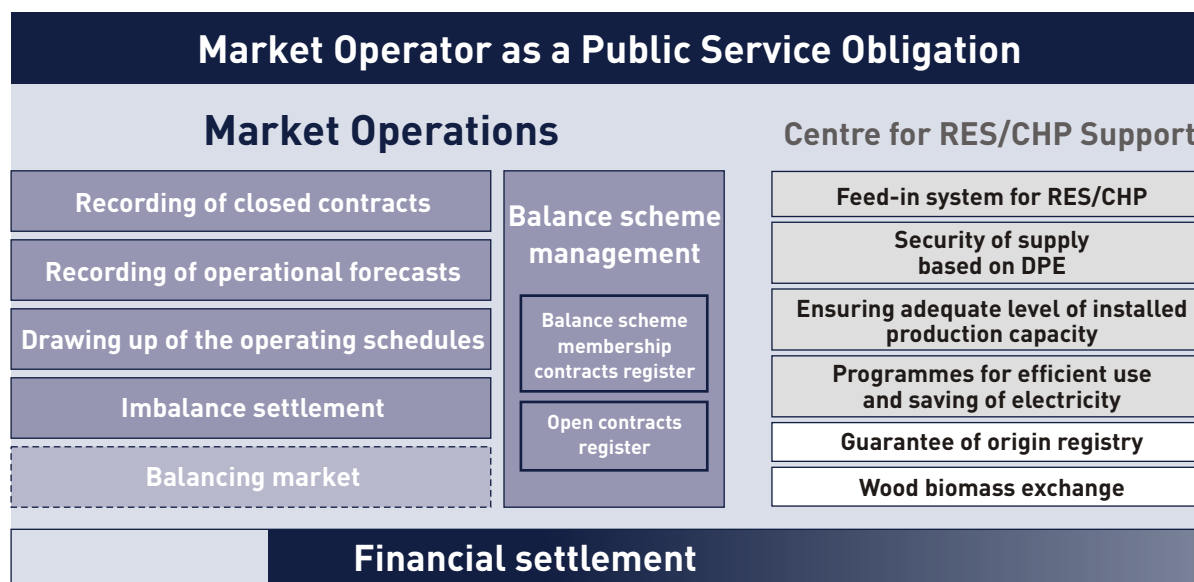 Market Operator as a Public Service Obligation
Market Operations
Recording of closed contracts
Recording of operational forecasts
Drawing up of the operating schedules
Imbalance settlement
Balancing market
Balance scheme
management
Balance scheme
membership
contracts register
Open contracts
register
Centre for RES/CHP Support
Feed-in system for RES/CHP
Security of supply
based on DPE
Ensuring adequate level of installed
production capacity
Programmes for efficient use
and saving of electricity
Guarantee of origin registry
Wood biomass exchange
Financial settlement